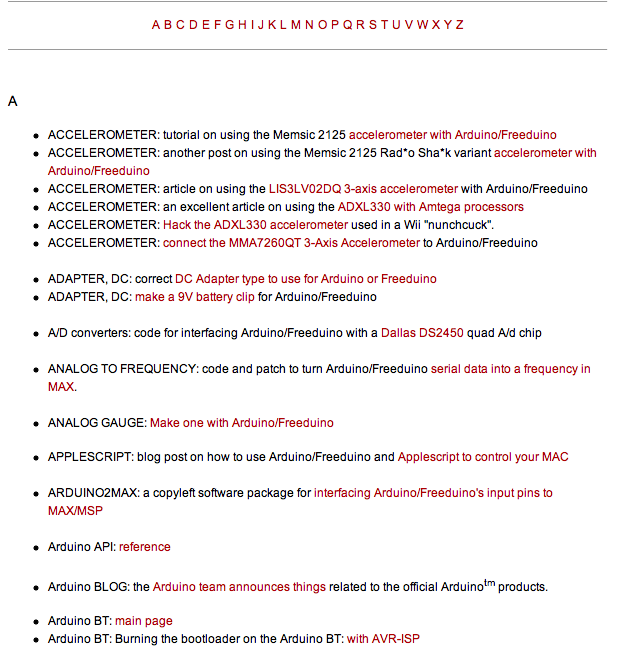 A B C D E F G H I J K L M N O P Q R S T U V W X Y Z
A
ACCELEROMETER: tutorial on using the Memsic 2125 accelerometer with Arduino/Freeduino
ACCELEROMETER: another post on using the Memsic 2125 Rad*o Sha*k variant accelerometer with
Arduino/Freeduino
ACCELEROMETER: article on using the LIS3LV02DQ 3-axis accelerometer with Arduino/Freeduino
ACCELEROMETER: an excellent article on using the ADXL330 with Amtega processors
ACCELEROMETER: Hack the ADXL330 accelerometer used in a Wii "nunchcuck".
ACCELEROMETER: connect the MMA7260QT 3-Axis Accelerometer to Arduino/Freeduino
ADAPTER, DC: correct DC Adapter type to use for Arduino or Freeduino
ADAPTER, DC: make a 9V battery clip for Arduino/Freeduino
A/D converters: code for interfacing Arduino/Freeduino with a Dallas DS2450 quad A/d chip
ANALOG TO FREQUENCY: code and patch to turn Arduino/Freeduino serial data into a frequency in
MAX.
ANALOG GAUGE: Make one with Arduino/Freeduino
APPLESCRIPT: blog post on how to use Arduino/Freeduino and Applescript to control your MAC
ARDUINO2MAX: a copyleft software package for interfacing Arduino/Freeduino's input pins to
MAX/MSP
Arduino API: reference
Arduino BLOG: the Arduino team announces things related to the official Arduino™ products.
Arduino BT: main page
Arduino BT: Burning the bootloader on the Arduino BT: with AVR-ISP